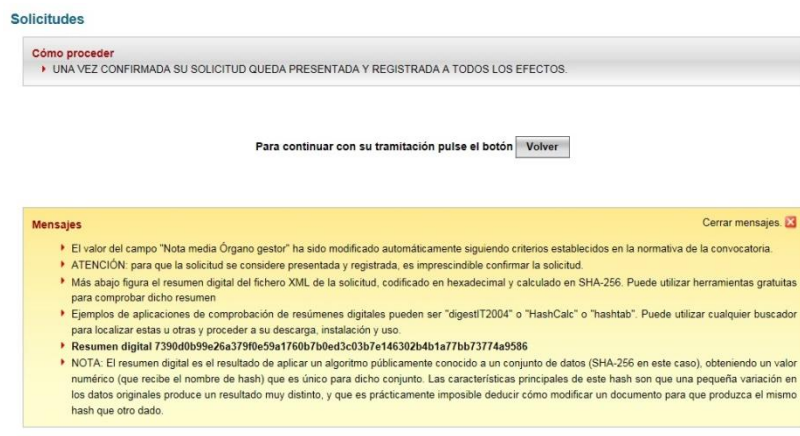 Solicitudes
Cómo proceder
UNA VEZ CONFIRMADA SU SOLICITUD QUEDA PRESENTADA Y REGISTRADA A TODOS LOS EFECTOS.
Para continuar con su tramitación pulse el botón Volver
Mensajes
Cerrar mensajes.
El valor del campo "Nota media Órgano gestor" ha sido modificado automáticamente siguiendo criterios establecidos en la normativa de la convocatoria.
ATENCIÓN: para que la solicitud se considere presentada y registrada, es imprescindible confirmar la solicitud.
Más abajo figura el resumen digital del fichero XML de la solicitud, codificado en hexadecimal y calculado en SHA-256. Puede utilizar herramientas gratuitas
para comprobar dicho resumen
Ejemplos de aplicaciones de comprobación de resúmenes digitales pueden ser "digestIT2004" o "HashCalc" o "hashtab". Puede utilizar cualquier buscador
para localizar estas u otras y proceder a su descarga, instalación y uso.
Resumen digital 7390d0b99e26a379f0e59a1760b7b0ed3c03b7e146302b4b1a77bb73774a9586
NOTA: El resumen digital es el resultado de aplicar un algoritmo públicamente conocido a un conjunto de datos (SHA-256 en este caso), obteniendo un valor
numérico (que recibe el nombre de hash) que es único para dicho conjunto. Las características principales de este hash son que una pequeña variación en
los datos originales produce un resultado muy distinto, y que es prácticamente imposible deducir cómo modificar un documento para que produzca el mismo
hash que otro dado.